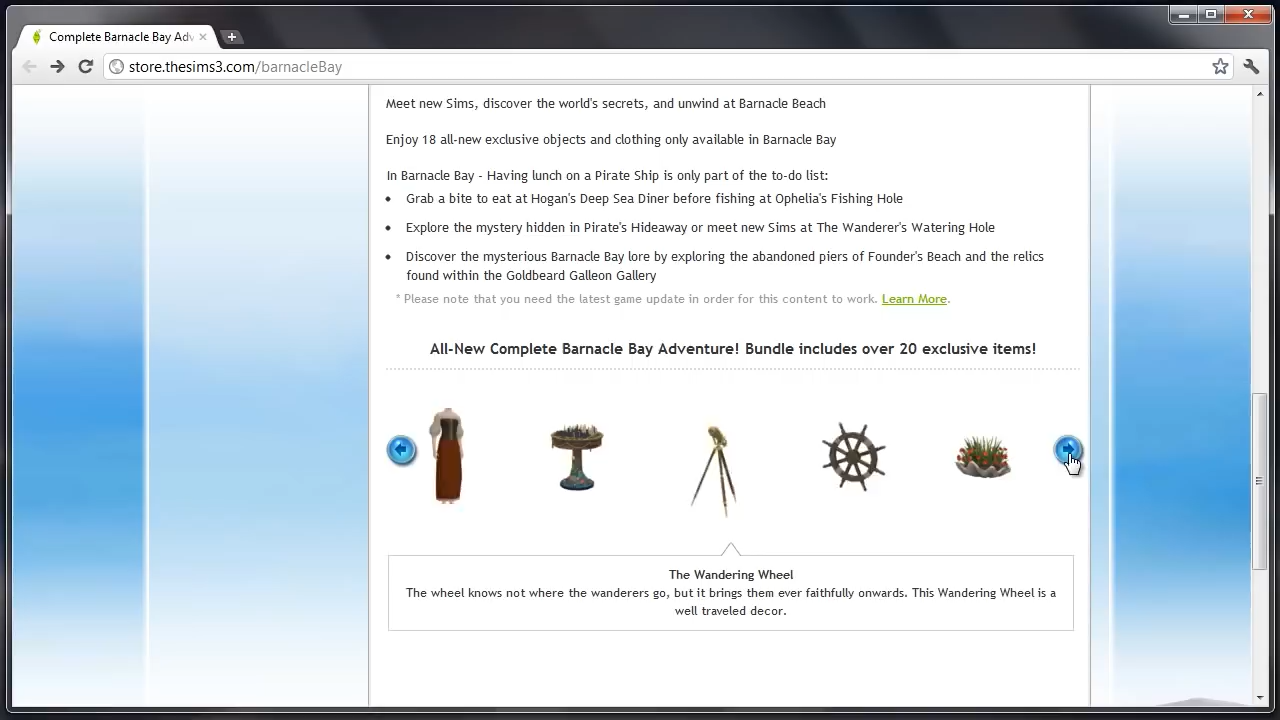 Complete Barnacle Bay Adv
store.thesims3.com/barnacleBay
Meet new Sims, discover the world's secrets, and unwind at Barnacle Beach
Enjoy 18 all-new exclusive objects and clothing only available in Barnacle Bay
In Barnacle Bay - Having lunch on a Pirate Ship is only part of the to-do list:
• Grab a bite to eat at Hogan's Deep Sea Diner before fishing at Ophelia's Fishing Hole
• Explore the mystery hidden in Pirate's Hideaway or meet new Sims at The Wanderer's Watering Hole
• Discover the mysterious Barnacle Bay lore by exploring the abandoned piers of Founder's Beach and the relics
found within the Goldbeard Galleon Gallery
* Please note that you need the latest game update in order for this content to work. Learn More.
All-New Complete Barnacle Bay Adventure! Bundle includes over 20 exclusive items!
The Wandering Wheel
The wheel knows not where the wanderers go, but it brings them ever faithfully onwards. This Wandering Wheel is a
well traveled decor.